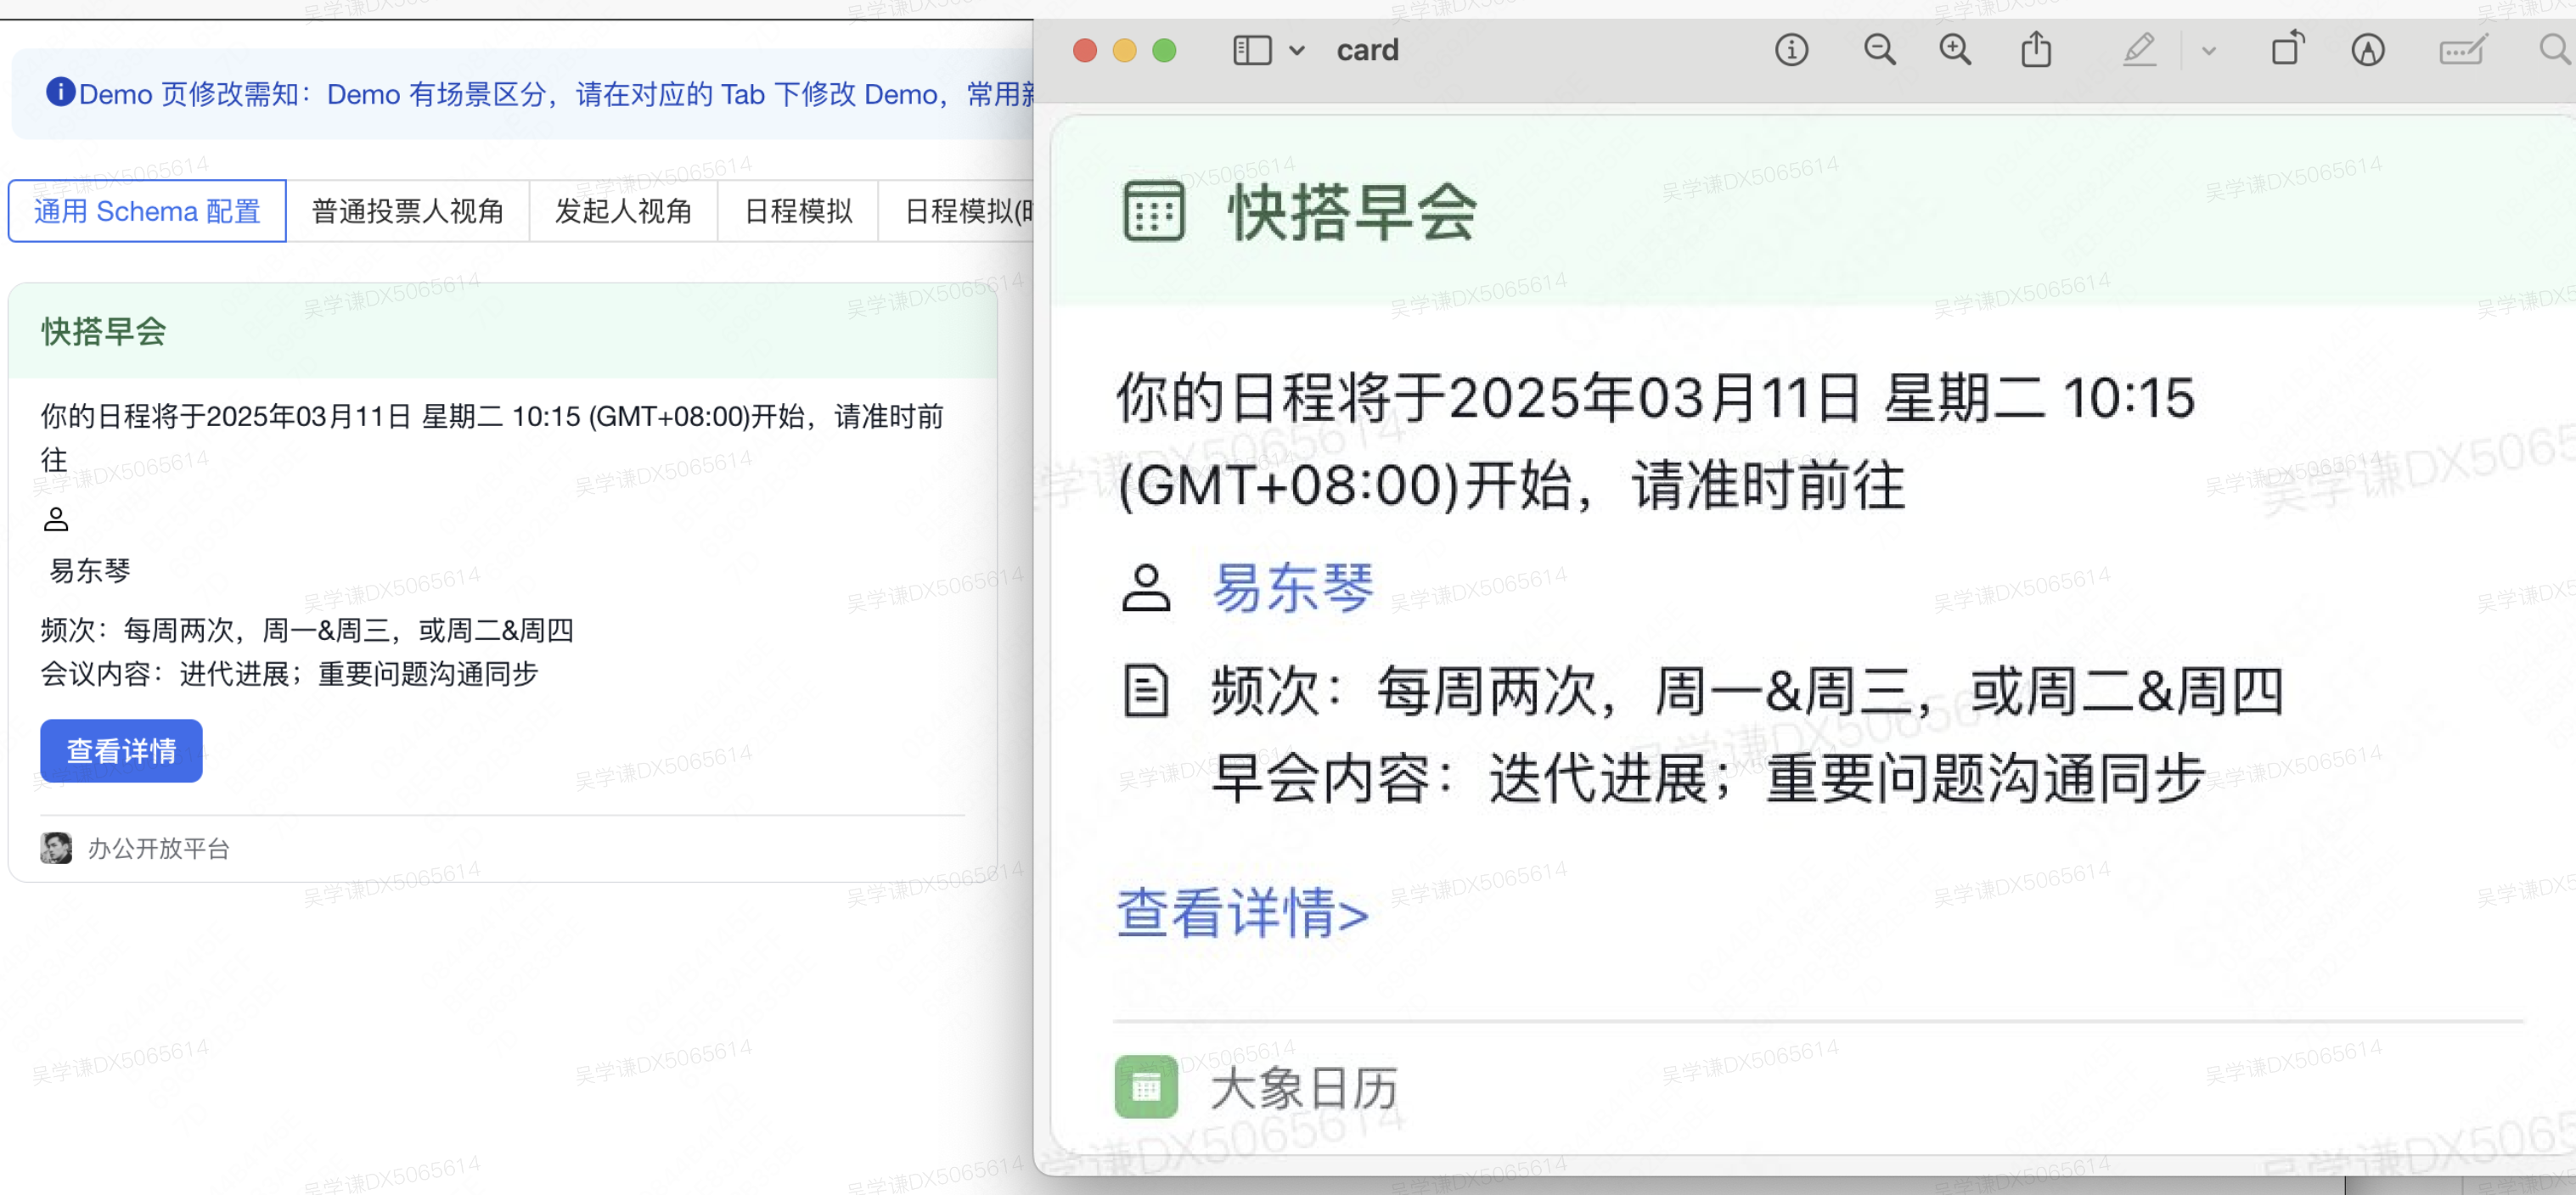 Demo 页修改需知：Demo 有场景区分，请在对应的 Tab 下修改 Demo，常用
通用 Schema 配置
普通投票人视角
发起人视角
日程模拟
日程模拟(
快搭早会
你的日程将于2025年03月11日 星期二 10:15 (GMT+08:00)开始，请准时前
往
易东琴
频次：每周两次，周一&周三，或周二&周四
会议内容：进代进展；重要问题沟通同步
查看详情
办公开放平台
card
快搭早会
你的日程将于2025年03月11日 星期二 10:15
(GMT+08:00)开始，请准时前往
易东琴
频次：每周两次，周一&周三，或周二&周四
早会内容：迭代进展；重要问题沟通同步
查看详情>
大象日历
吴学谦DX5065614